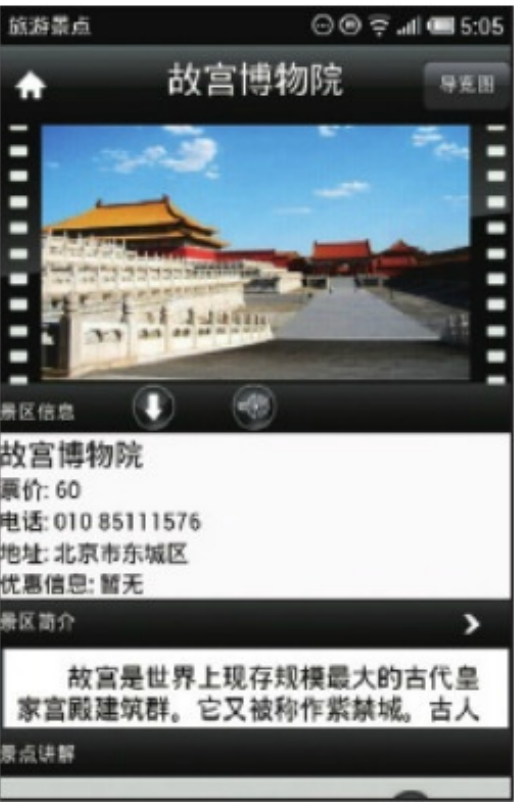 旅游景点 5:05
故宫博物院 导览图
景区信息
故宫博物院
票价: 60
电话: 010 85111576
地址: 北京市东城区
优惠信息: 暂无
景区简介
故宫是世界上现存规模最大的古代皇
家宫殿建筑群。它又被称作紫禁城。古人
景点讲解